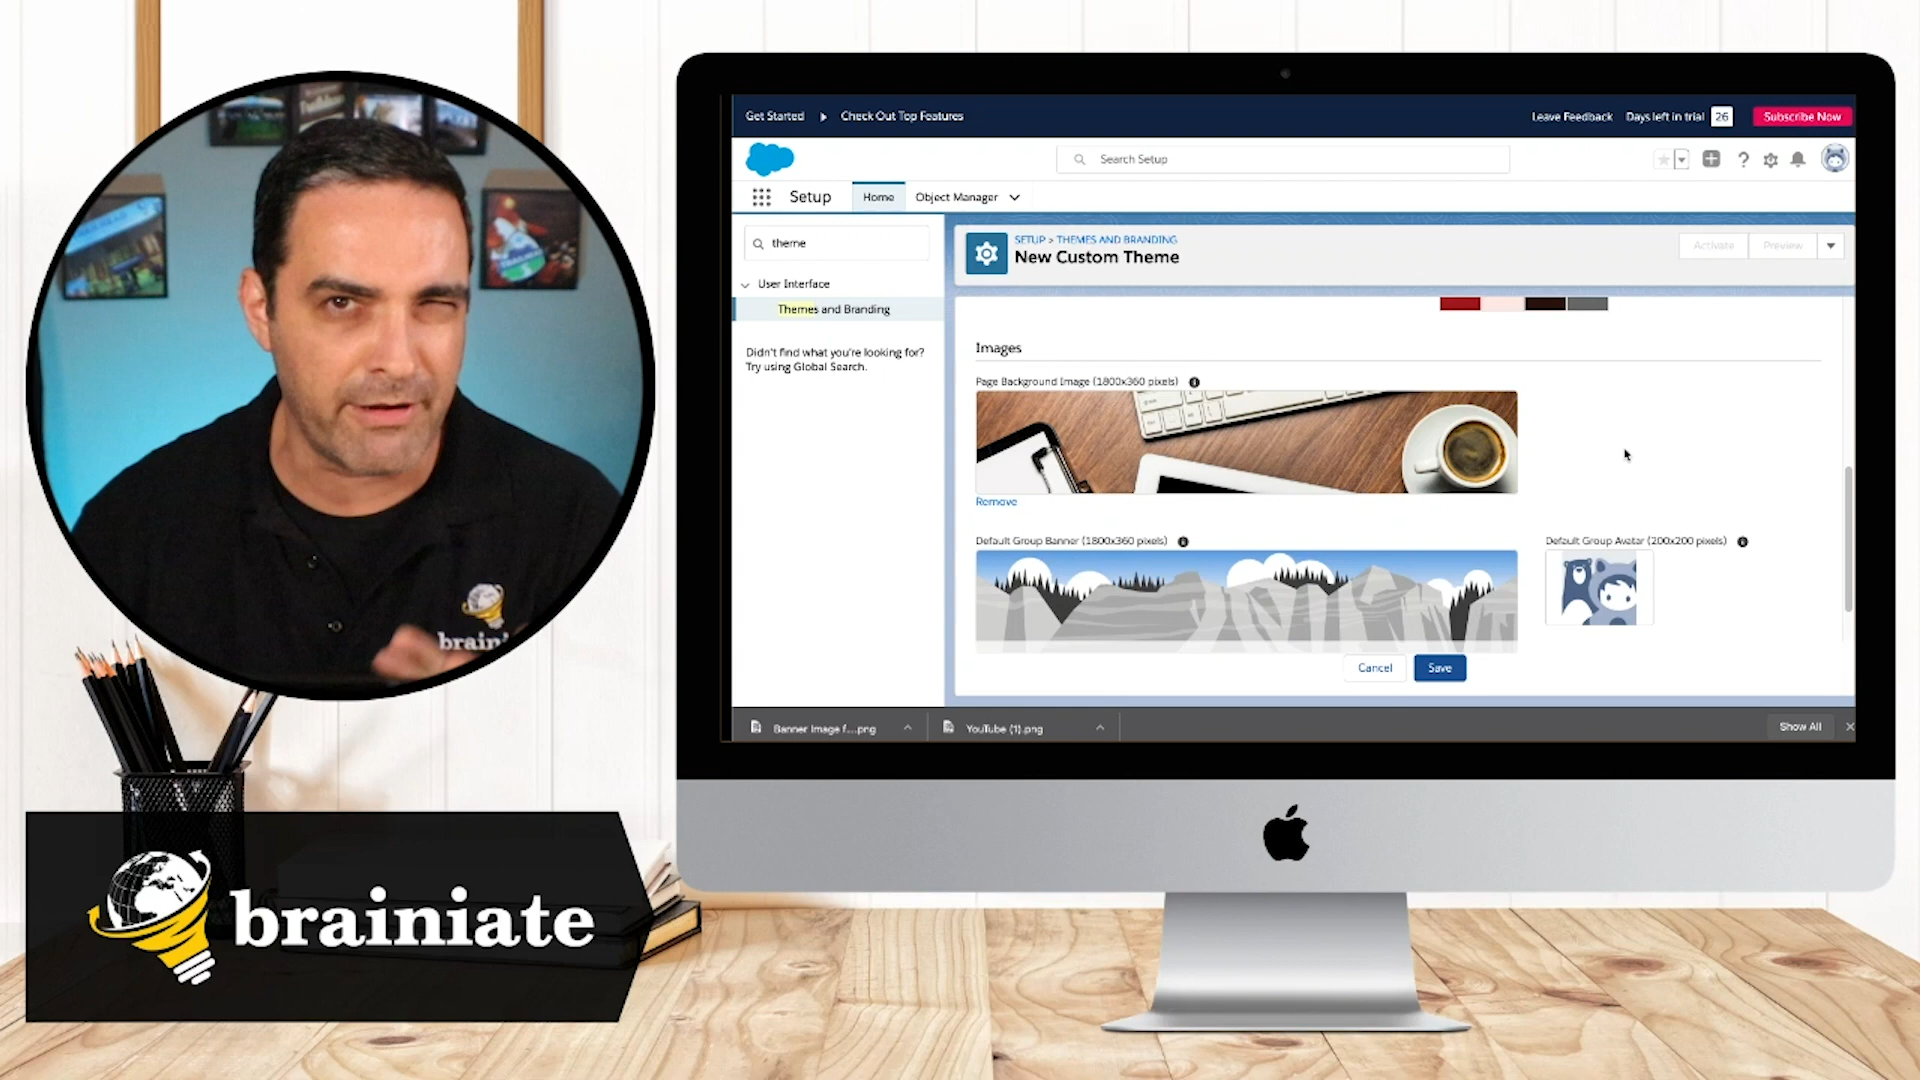 Get Started
Check Out Top Features
Leave Feedback
Days left in trial
26
Subscribe Now
Search Setup
Setup
Home
Object Manager
theme
User Interface
Themes and Branding
Didn't find what you're looking for?
Try using Global Search.
SETUP > THEMES AND BRANDING
New Custom Theme
Activate
Preview
Images
Page Background Image (1800x360 pixels)
Remove
Default Group Banner (1800x360 pixels)
Default Group Avatar (200x200 pixels)
Cancel
Save
Banner Image f....png
YouTube (1).png
Show All
brainiate